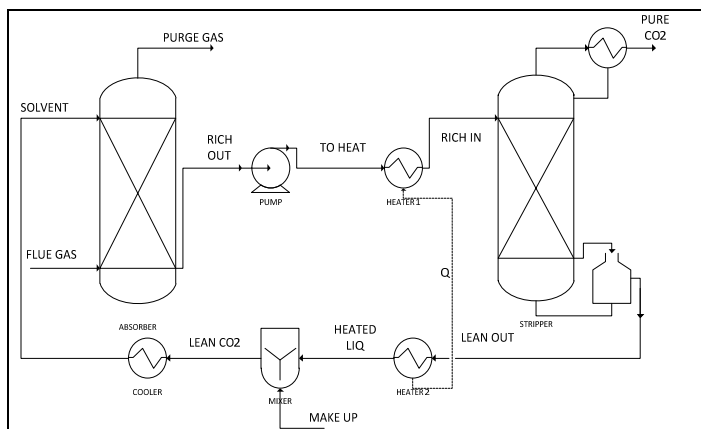 PURE
CO2
PURGE GAS
SOLVENT
RICH
OUT
TO HEAT
RICH IN
PUMP
HEATER 1
FLUE GAS
Q
ABSORBER
STRIPPER
LEAN CO2
HEATED
LIQ
LEAN OUT
COOLER
MIXER
HEATER 2
MAKE UP